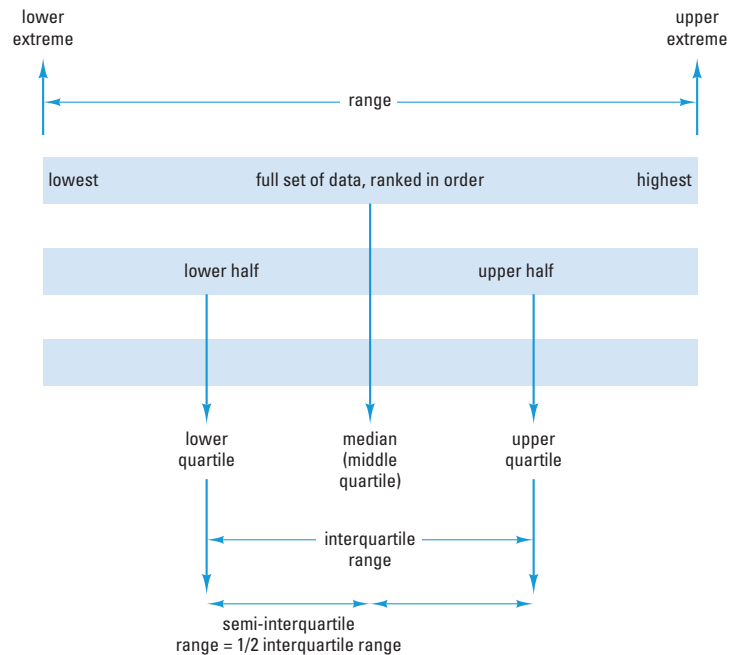 lower
extreme
upper
extreme
range
lowest
full set of data, ranked in order
highest
lower half
upper half
lower
quartile
median
(middle
quartile)
upper
quartile
interquartile
range
semi-interquartile
range = 1/2 interquartile range